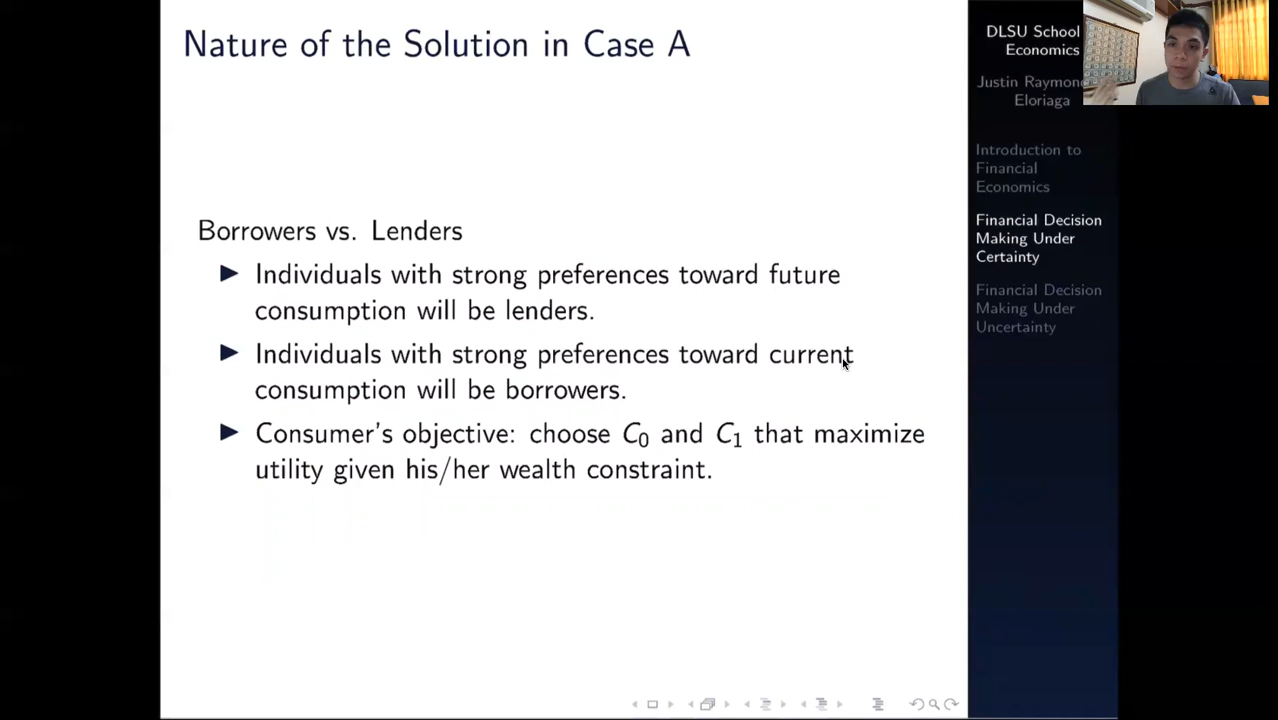 Nature of the Solution in Case A
Borrowers vs. Lenders
Individuals with strong preferences toward future
consumption will be lenders.
Individuals with strong preferences toward current
consumption will be borrowers.
Consumer's objective: choose C₀ and C₁ that maximize
utility given his/her wealth constraint.
DLSU School
Economics
Justin Raymon
Eloriaga
Introduction to
Financial
Economics
Financial Decision
Making Under
Certainty
Financial Decision
Making Under
Uncertainty